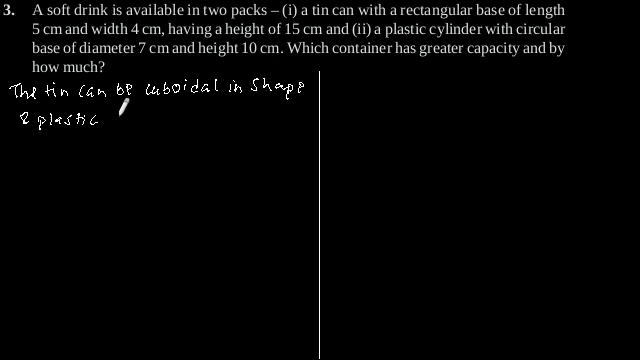 3. A soft drink is available in two packs – (i) a tin can with a rectangular base of length
5 cm and width 4 cm, having a height of 15 cm and (ii) a plastic cylinder with circular
base of diameter 7 cm and height 10 cm. Which container has greater capacity and by
how much?
The tin can be cuboidal in shape
& plastic